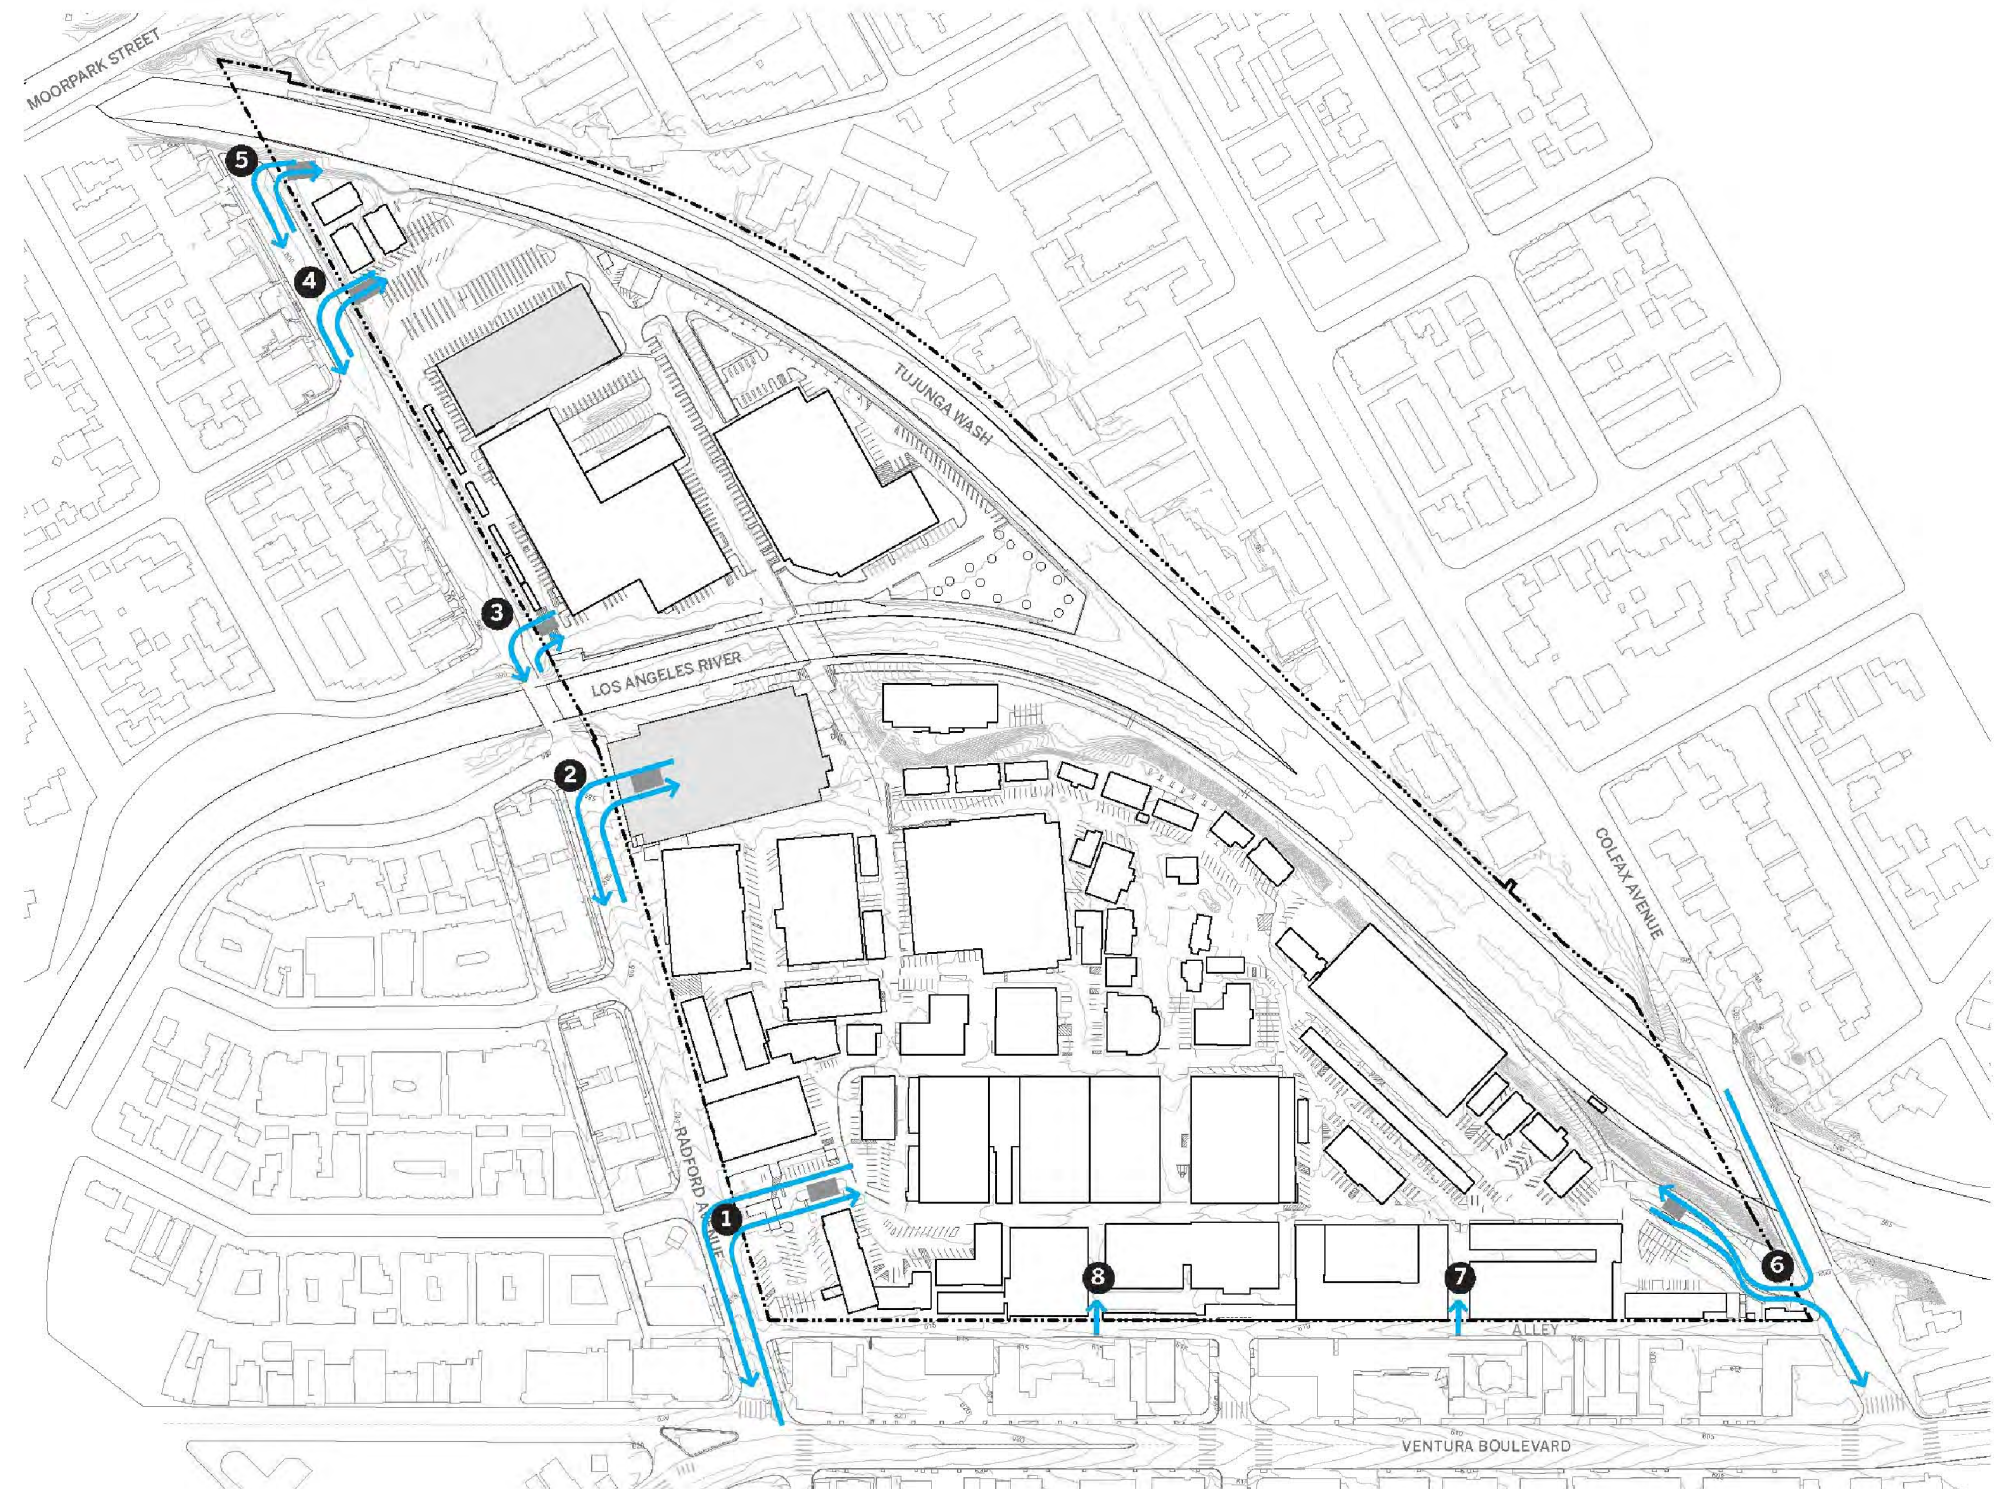 MOORPARK STREET
5
4
TUJUNGA WASH
3
LOS ANGELES RIVER
2
COLFAX AVENUE
RADFORD AVENUE
1
6
8
7
ALLEY
VENTURA BOULEVARD